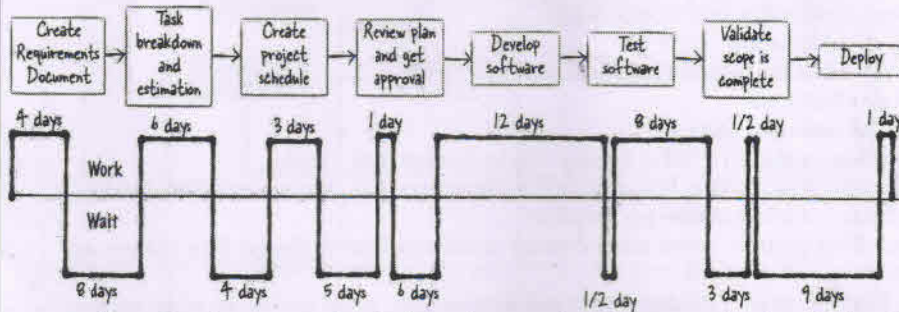 Create
Requirements
Document
Task
breakdown
and
estimation
Create
project
schedule
Review plan
and get
approval
Develop
software
Test
software
Validate
scope is
complete
Deploy
4 days
6 days
3 days
1 day
12 days
8 days
1/2 day
1 day
Work
Wait
8 days
4 days
5 days
6 days
1/2 day
3 days
9 days